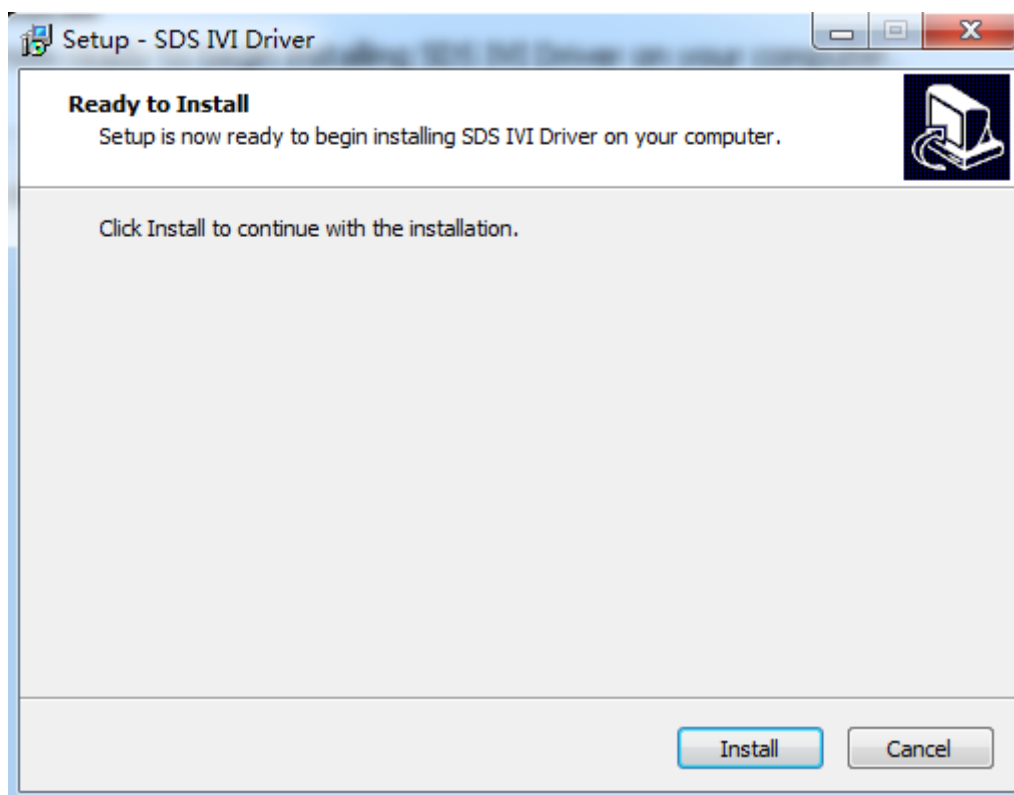 Setup - SDS IVI Driver
Ready to Install
Setup is now ready to begin installing SDS IVI Driver on your computer.
Click Install to continue with the installation.
Install
Cancel